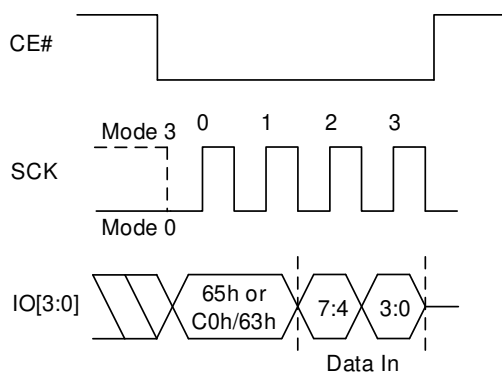 CE#
Mode 3 0 1 2 3
SCK
Mode 0
IO[3:0] 65h or C0h/63h 7:4 3:0
Data In